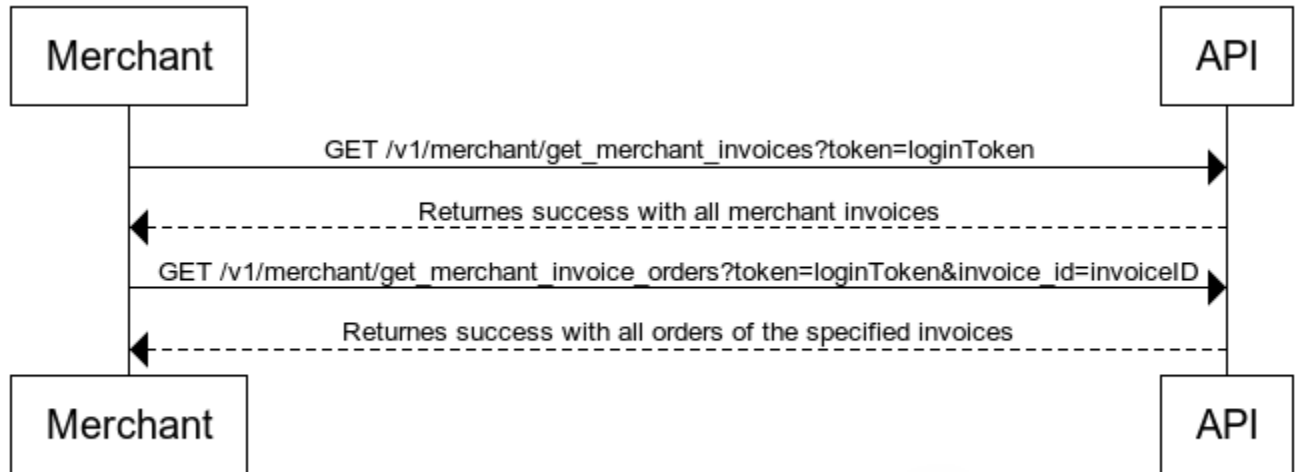 Merchant
API
GET /v1/merchant/get_merchant_invoices?token=loginToken
Returnes success with all merchant invoices
GET /v1/merchant/get_merchant_invoice_orders?token=loginToken&invoice_id=invoiceID
Returnes success with all orders of the specified invoices
Merchant
API